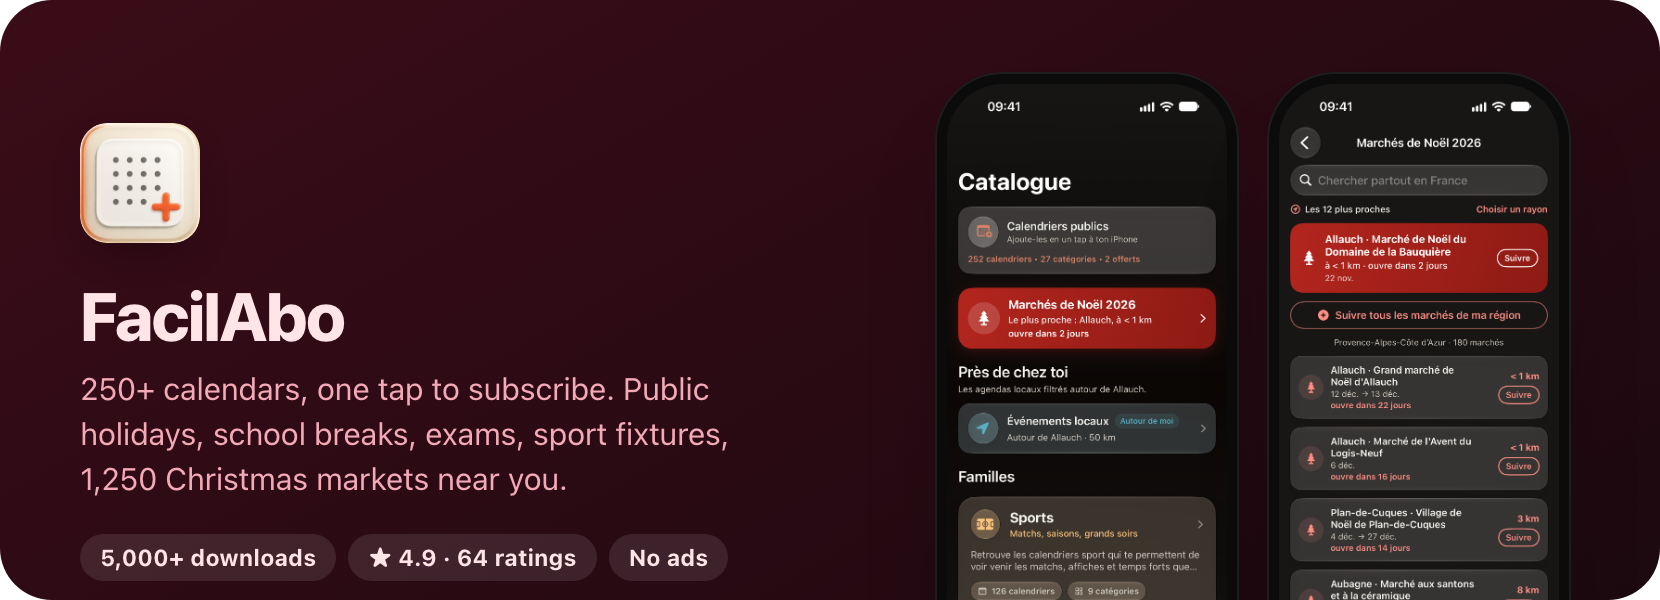 FacilAbo
250+ calendars, one tap to subscribe. Public
holidays, school breaks, exams, sport fixtures,
1,250 Christmas markets near you.
5,000+ downloads
★ 4.9 · 64 ratings
No ads
09:41
Catalogue
Calendriers publics
Ajoute-les en un tap à ton iPhone
252 calendriers • 27 catégories • 2 offerts
Marchés de Noël 2026
Le plus proche : Allauch, à < 1 km
ouvre dans 2 jours
Près de chez toi
Les agendas locaux filtrés autour de Allauch.
Événements locaux Autour de moi
Autour de Allauch · 50 km
Familles
Sports
Matchs, saisons, grands soirs
Retrouve les calendriers sport qui te permettent de
voir venir les matchs, affiches et temps forts que...
126 calendriers
9 catégories
09:41
Marchés de Noël 2026
Chercher partout en France
Les 12 plus proches
Choisir un rayon
Allauch · Marché de Noël du
Domaine de la Bauquière
à < 1 km · ouvre dans 2 jours
22 nov.
Suivre
Suivre tous les marchés de ma région
Provence-Alpes-Côte d'Azur · 180 marchés
Allauch · Grand marché de
Noël d'Allauch
12 déc. → 13 déc.
ouvre dans 22 jours
< 1 km
Suivre
Allauch · Marché de l'Avent du
Logis-Neuf
6 déc.
ouvre dans 16 jours
< 1 km
Suivre
Plan-de-Cuques · Village de
Noël de Plan-de-Cuques
4 déc. → 27 déc.
ouvre dans 14 jours
3 km
Suivre
Aubagne · Marché aux santons
et à la céramique
8 km